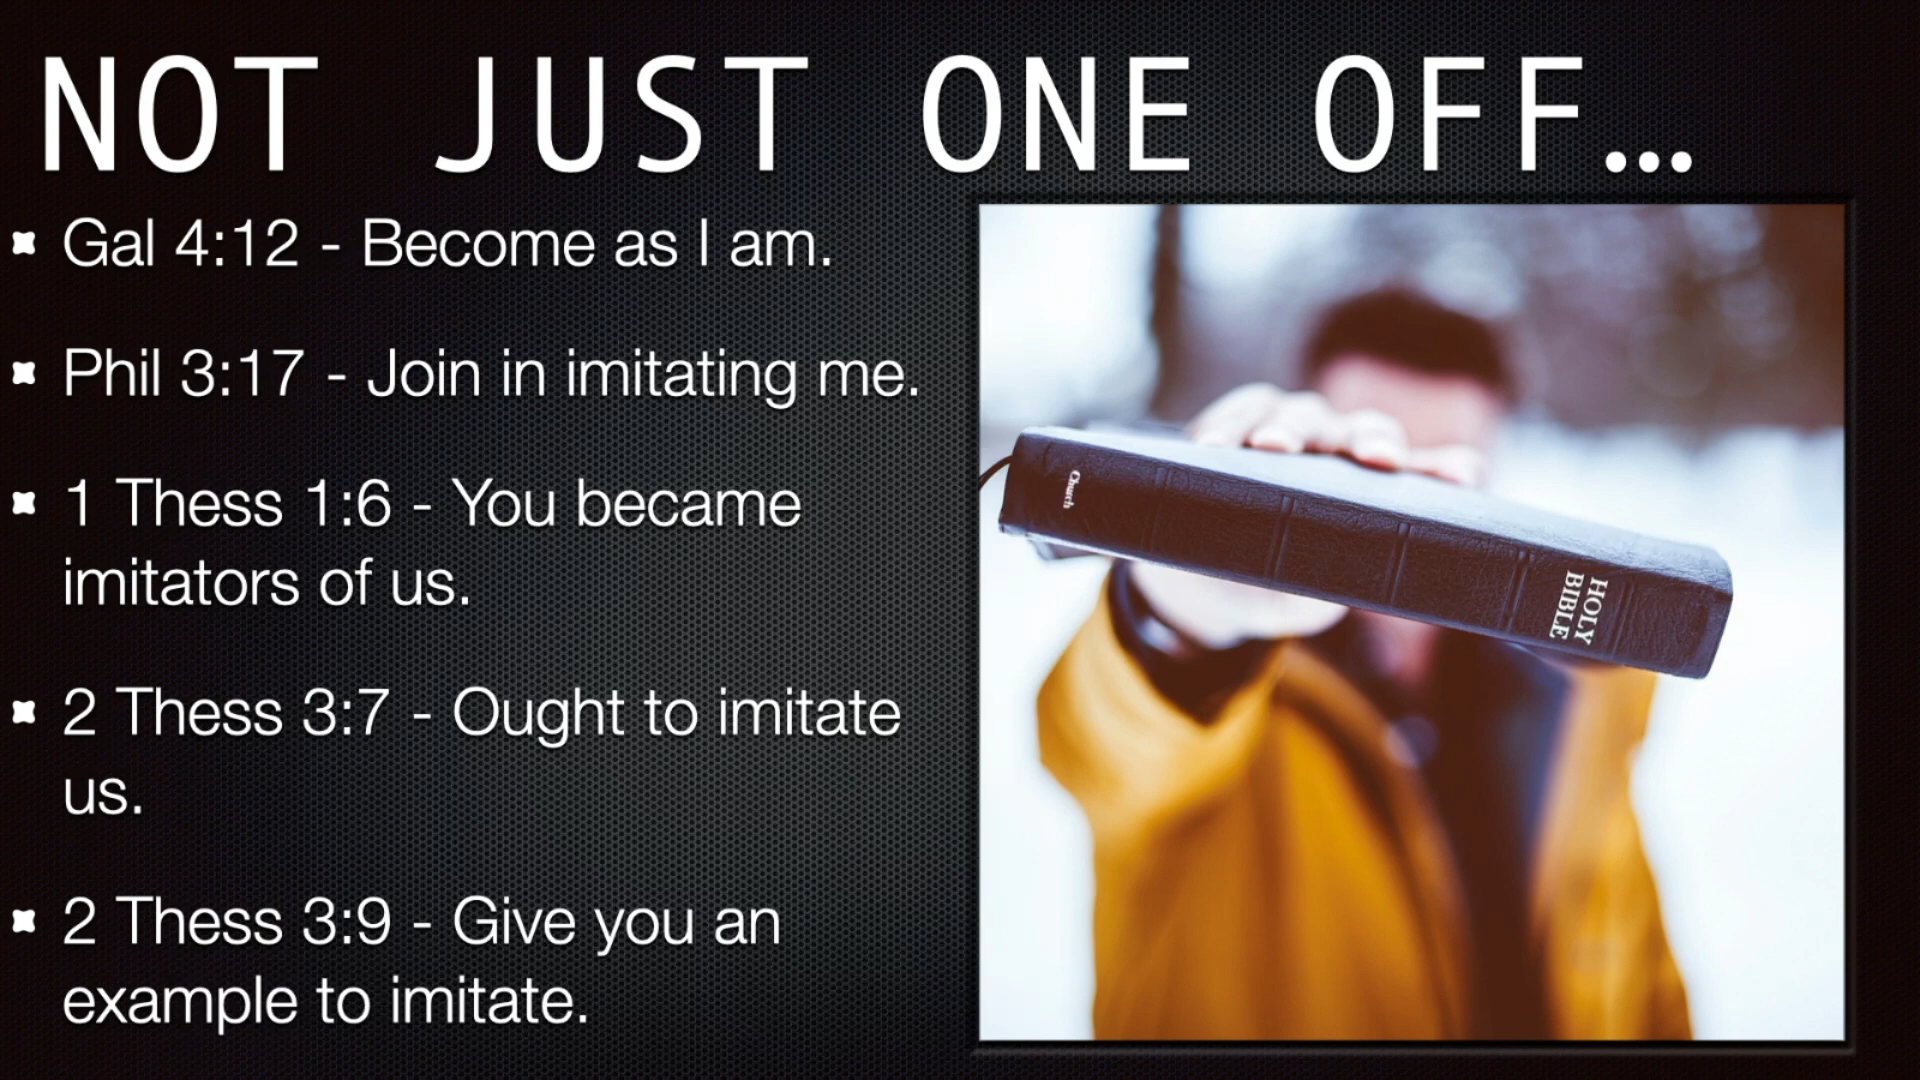 NOT JUST ONE OFF...
Gal 4:12 - Become as I am.
Phil 3:17 - Join in imitating me.
1 Thess 1:6 - You became
imitators of us.
2 Thess 3:7 - Ought to imitate
us.
2 Thess 3:9 - Give you an
example to imitate.
Church
HOLY
BIBLE